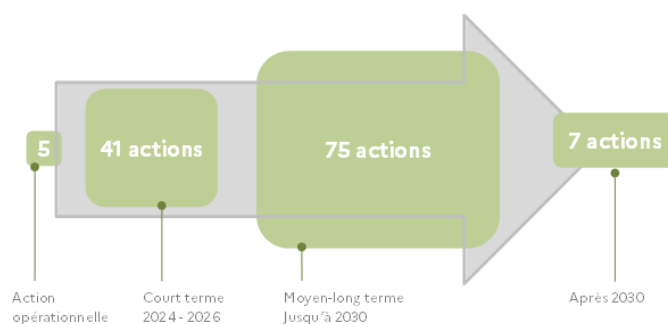 5
41 actions
75 actions
7 actions
Action
opérationnelle
Court terme
2024 - 2026
Moyen-long terme
Jusqu'à 2030
Après 2030